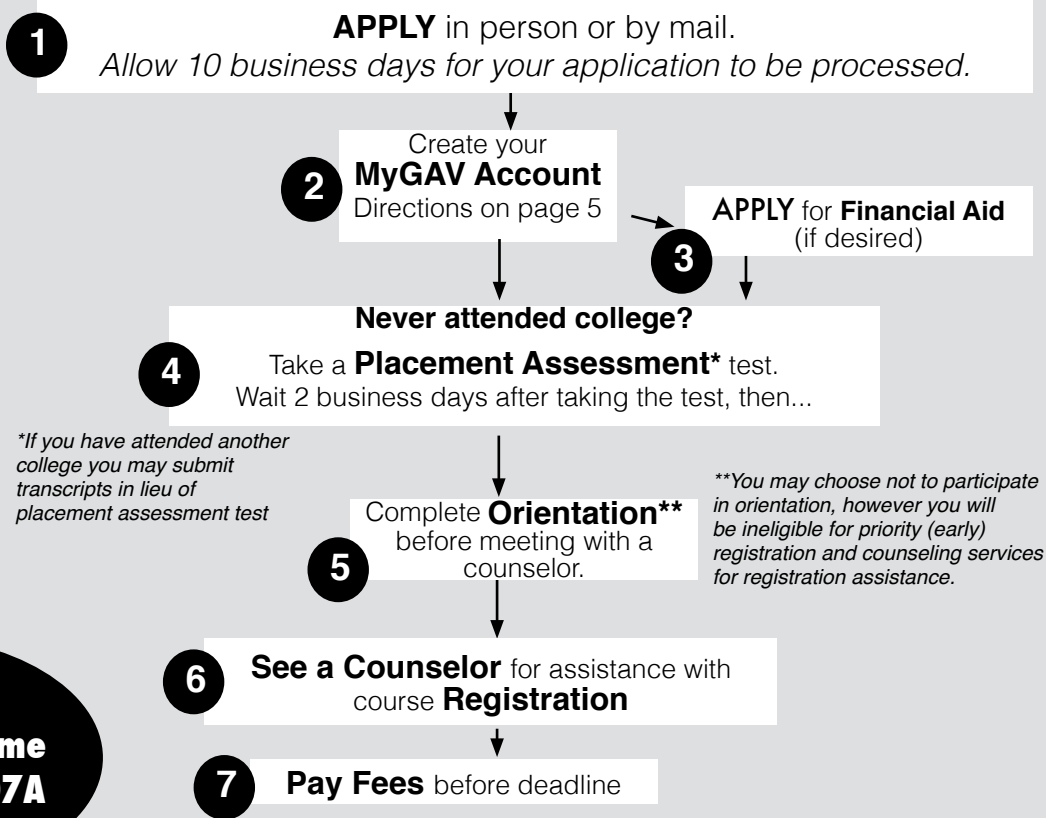 1
APPLY in person or by mail.
Allow 10 business days for your application to be processed.
2
Create your
MyGAV Account
Directions on page 5
3
APPLY for Financial Aid
(if desired)
4
Never attended college?
Take a Placement Assessment* test.
Wait 2 business days after taking the test, then...
*If you have attended another
college you may submit
transcripts in lieu of
placement assessment test
5
Complete Orientation**
before meeting with a
counselor.
**You may choose not to participate
in orientation, however you will
be ineligible for priority (early)
registration and counseling services
for registration assistance.
6
See a Counselor for assistance with
course Registration
7
Pay Fees before deadline
me
7A